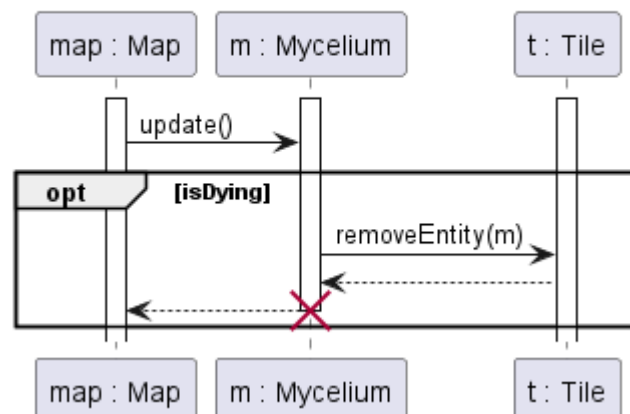 map : Map
m : Mycelium
t : Tile
update()
opt
[isDying]
removeEntity(m)
map : Map
m : Mycelium
t : Tile